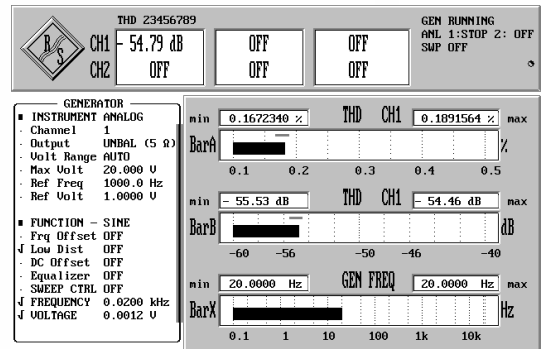 THD 23456789
GEN RUNNING
R S
CH1 - 54.79 dB OFF OFF
ANL 1:STOP 2: OFF
SWP OFF
CH2 OFF OFF OFF
GENERATOR
INSTRUMENT ANALOG
Channel 1
Output UNBAL (5 Ω)
Volt Range AUTO
Max Volt 20.000 V
Ref Freq 1000.0 Hz
Ref Volt 1.0000 V
FUNCTION - SINE
Frq Offset OFF
Low Dist OFF
DC Offset OFF
Equalizer OFF
SWEEP CTRL OFF
FREQUENCY 0.0200 kHz
VOLTAGE 0.0012 V
min 0.1672340 % THD CH1 0.1891564 % max
BarA %
0.1 0.2 0.3 0.4 0.5
min - 55.53 dB THD CH1 - 54.46 dB max
BarB dB
-60 -56 -50 -46 -40
min 20.0000 Hz GEN FREQ 20.0000 Hz max
BarX Hz
0.1 1 10 100 1k 10k